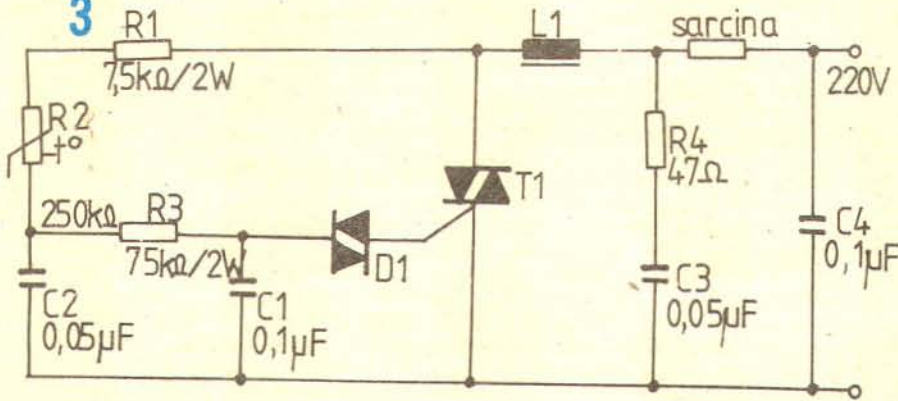 3
R1
7,5kΩ/2W
L1
sarcina
220V
R2
+°
R4
47Ω
T1
250kΩ
R3
75kΩ/2W
D1
C4
0,1µF
C2
0,05µF
C1
0,1µF
C3
0,05µF